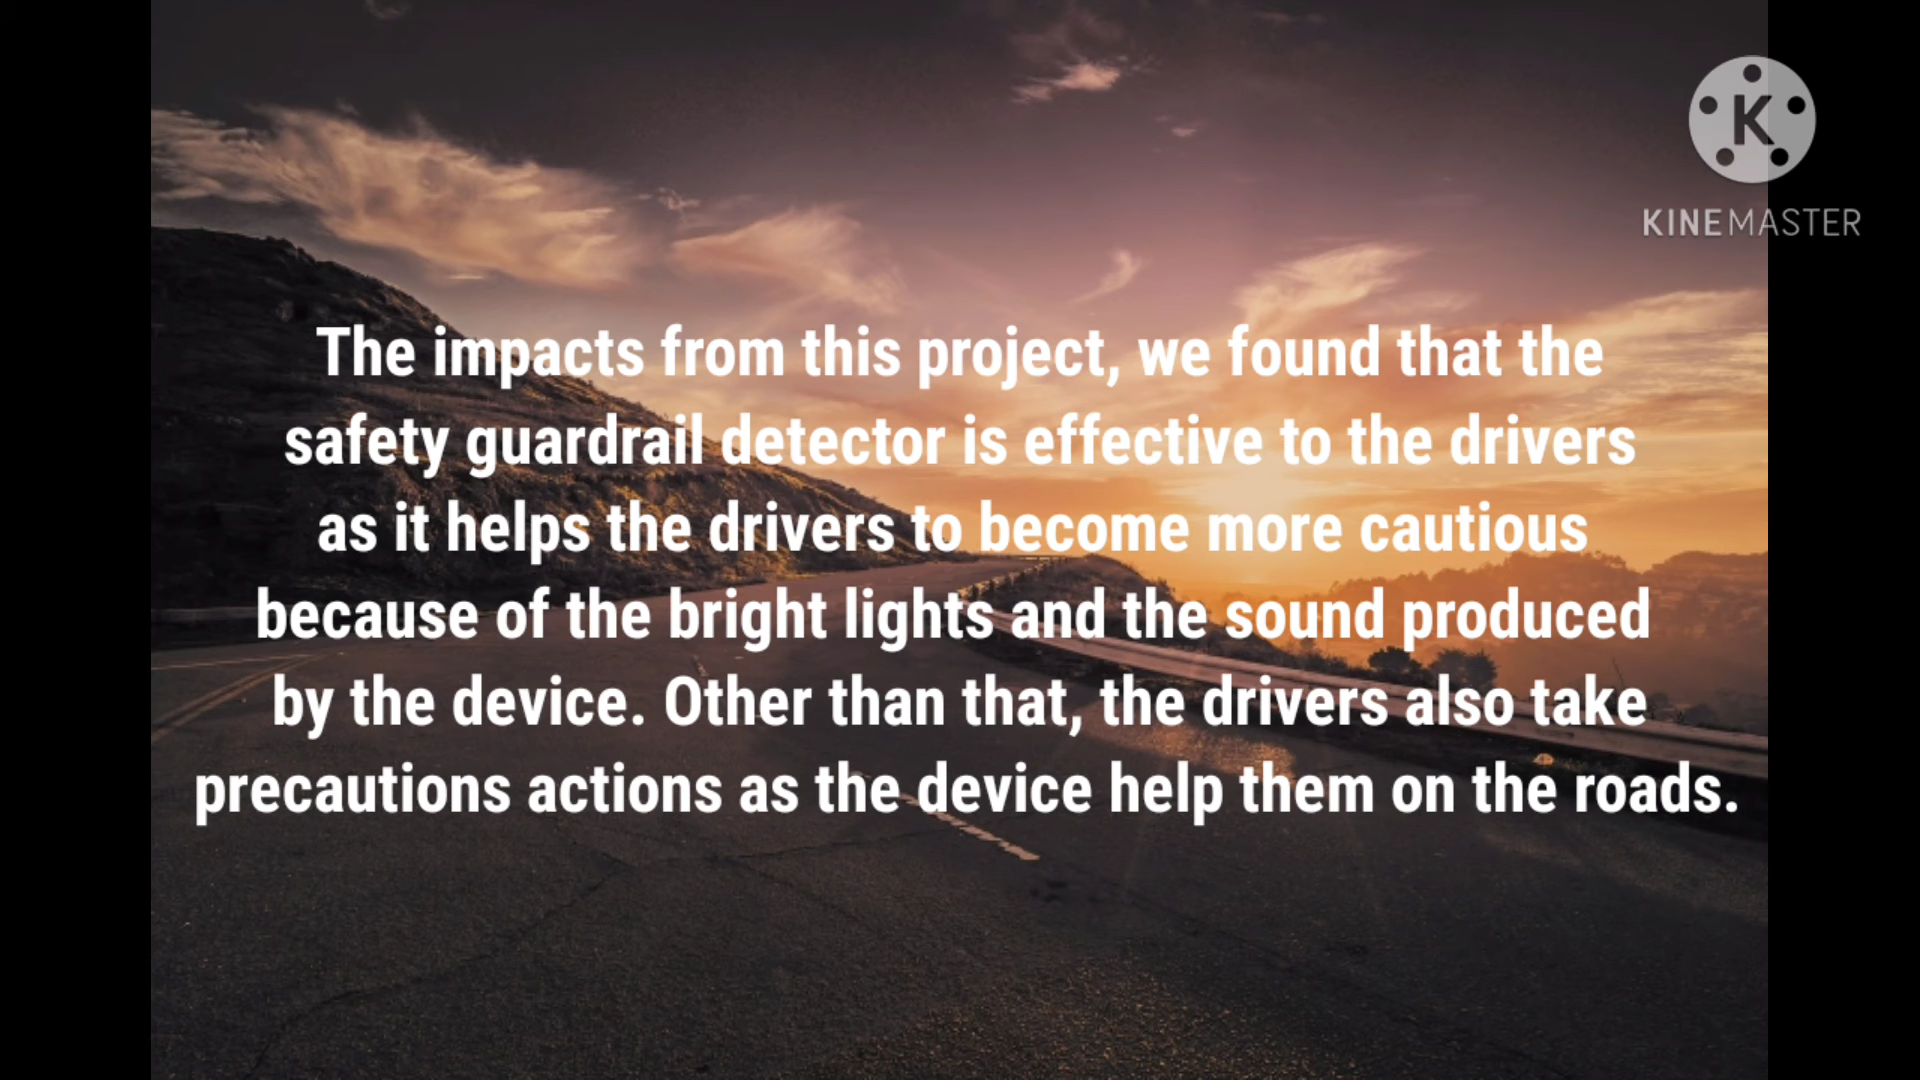 K
KINEMASTER
The impacts from this project, we found that the
safety guardrail detector is effective to the drivers
as it helps the drivers to become more cautious
because of the bright lights and the sound produced
by the device. Other than that, the drivers also take
precautions actions as the device help them on the roads.